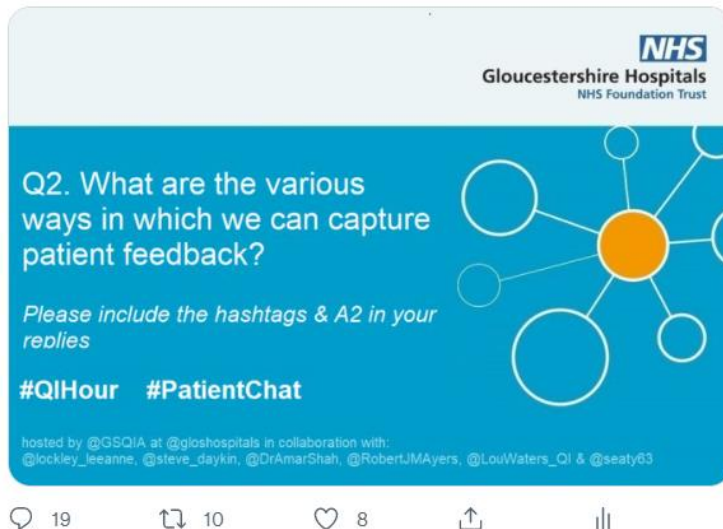 NHS
Gloucestershire Hospitals
NHS Foundation Trust
Q2. What are the various
ways in which we can capture
patient feedback?
Please include the hashtags & A2 in your
replies
#QIHour #PatientChat
hosted by @GSQIA at @gloshospitals in collaboration with:
@lockley_leeanne, @steve_daykin, @DrAmarShah, @RobertJMAyers, @LouWaters_QI & @seaty63
19 10 8